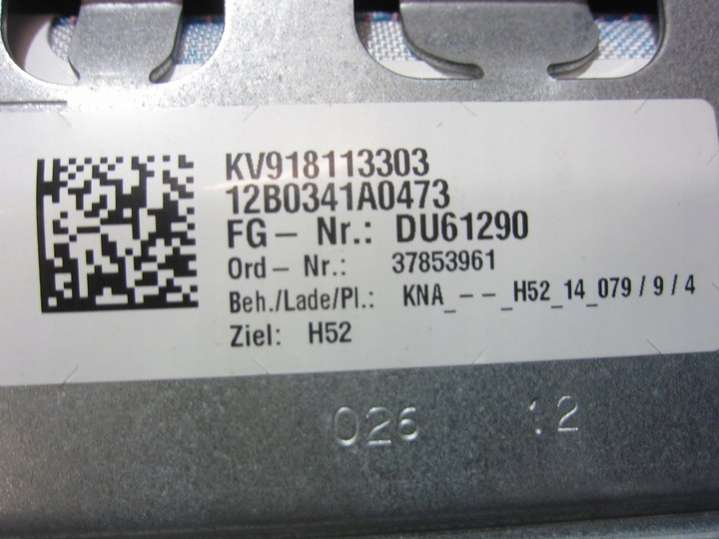 KV918113303
12B0341A0473
FG– Nr.: DU61290
Ord– Nr.: 37853961
Beh./Lade/Pl.: KNA_––_H52_14_079/9/4
Ziel: H52
026 12